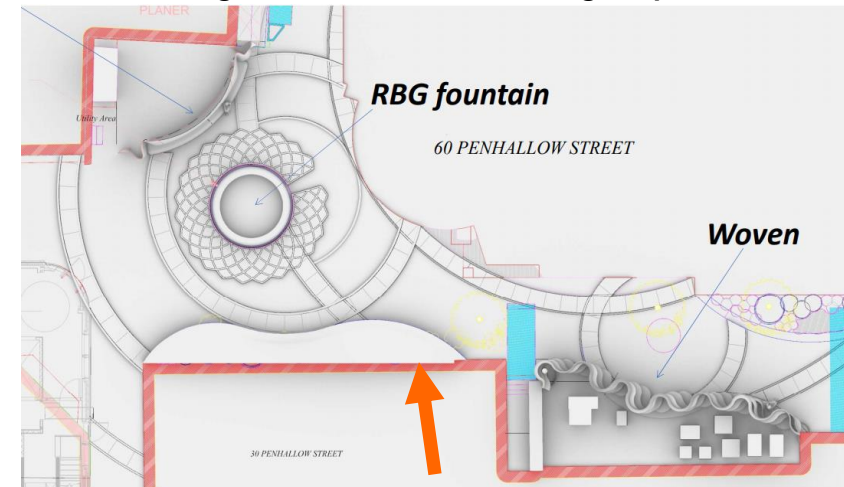 PLANER
RBG fountain
Utility Area
60 PENHALLOW STREET
Woven
30 PENHALLOW STREET